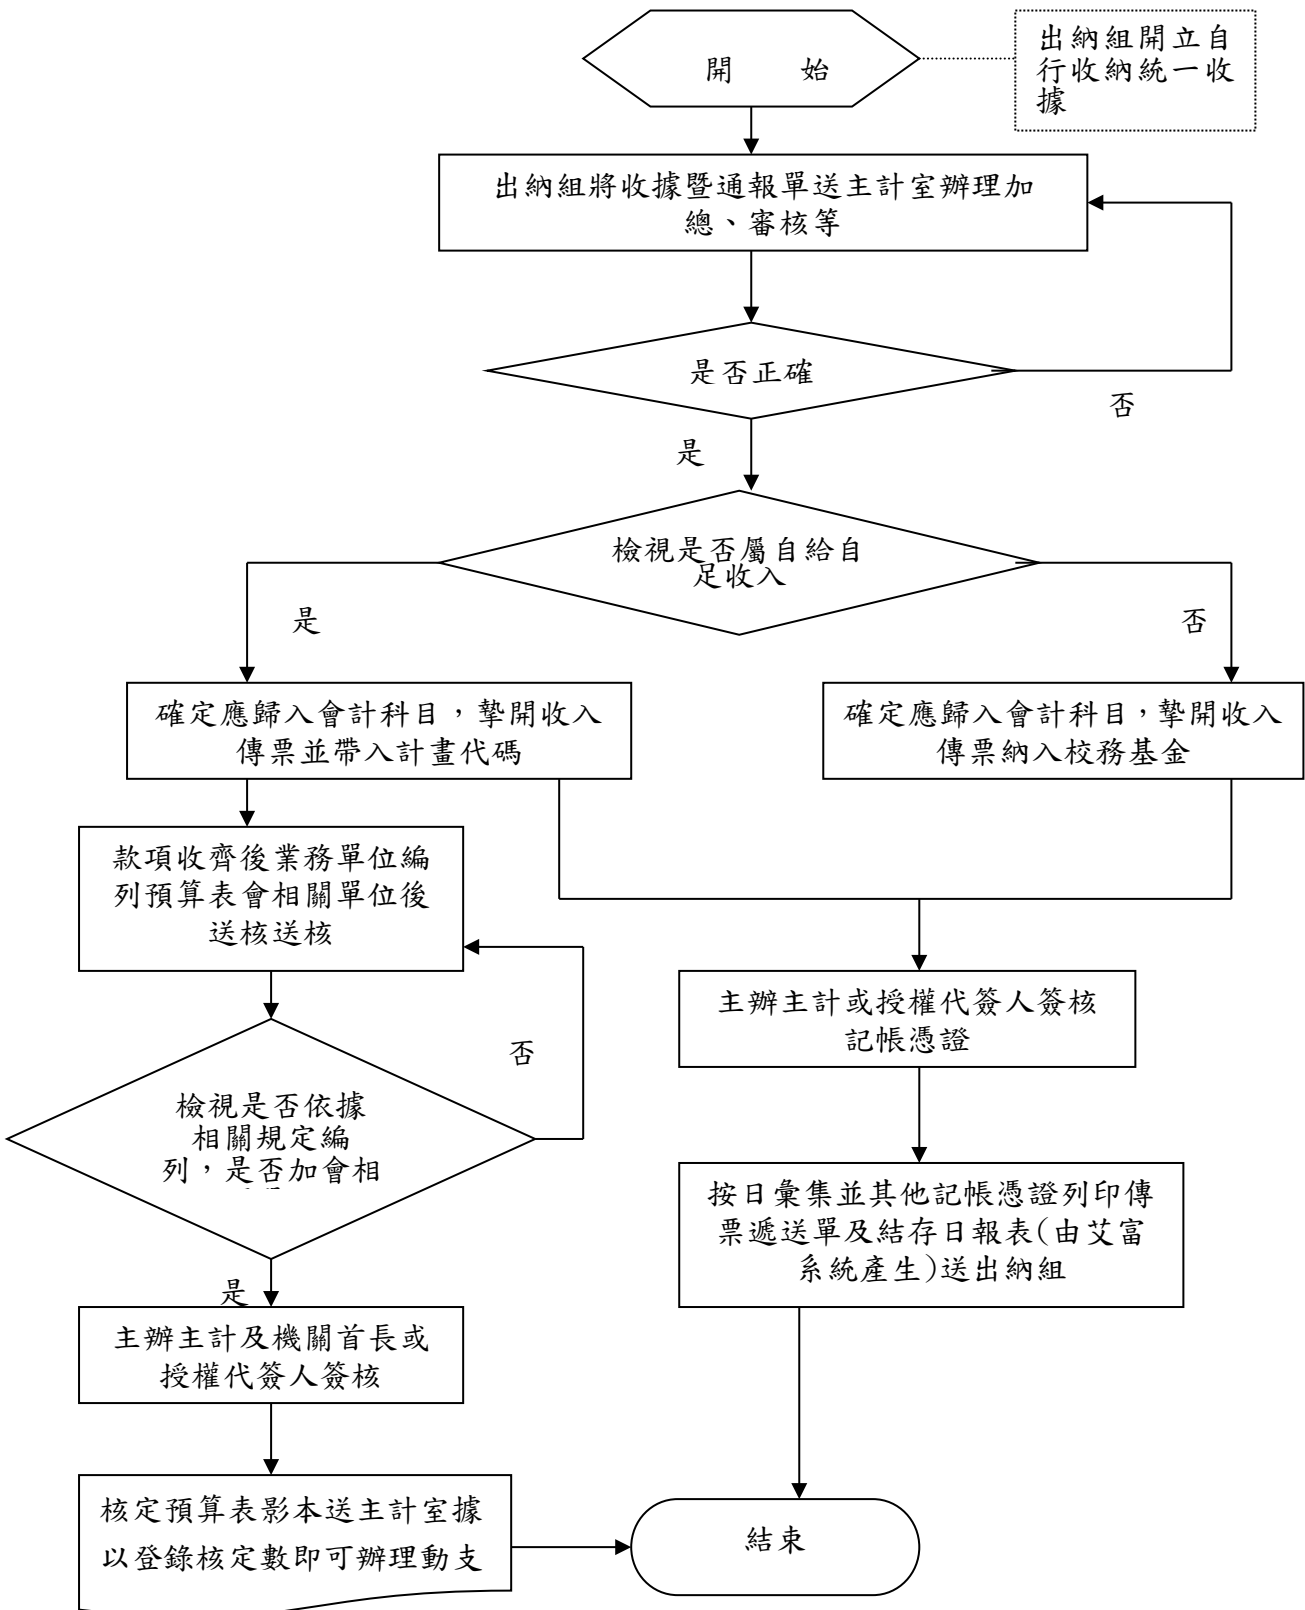 開 始
出納組開立自
行收納統一收
據
出納組將收據暨通報單送主計室辦理加
總、審核等
是否正確
否
是
檢視是否屬自給自
足收入
是
否
確定應歸入會計科目，摯開收入
傳票並帶入計畫代碼
確定應歸入會計科目，摯開收入
傳票納入校務基金
款項收齊後業務單位編
列預算表會相關單位後
送核送核
主辦主計或授權代簽人簽核
記帳憑證
否
檢視是否依據
相關規定編
列，是否加會相
按日彙集並其他記帳憑證列印傳
票遞送單及結存日報表(由艾富
系統產生)送出納組
是
主辦主計及機關首長或
授權代簽人簽核
核定預算表影本送主計室據
以登錄核定數即可辦理動支
結束